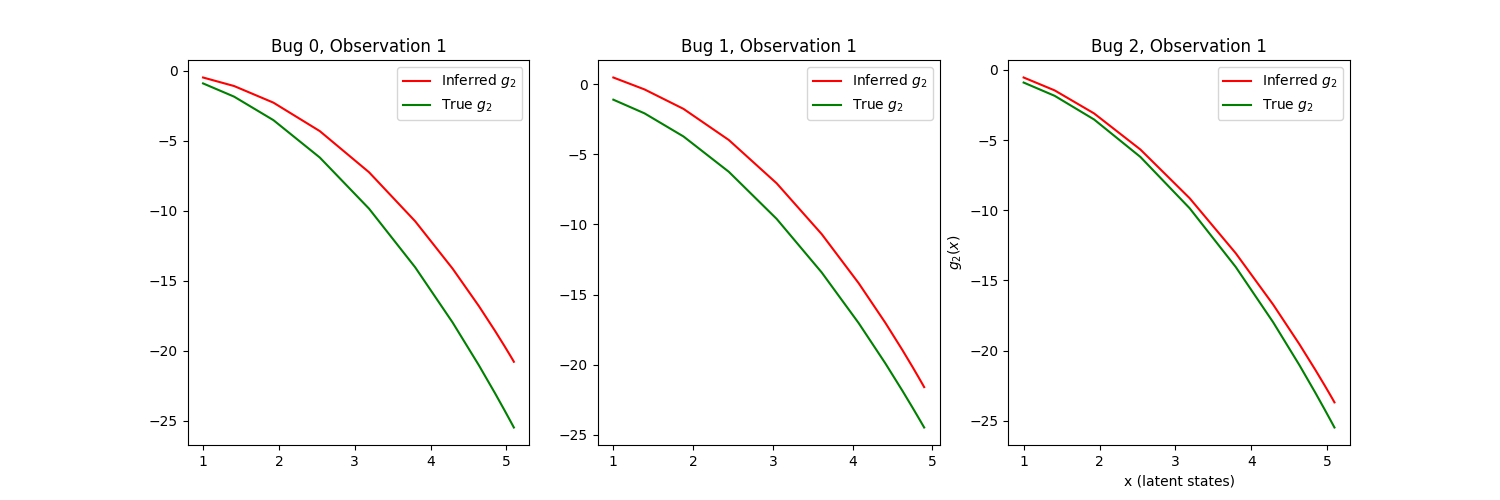 Bug 0, Observation 1
Inferred g₂
True g₂
0
−5
−10
−15
−20
−25
1 2 3 4 5
Bug 1, Observation 1
Inferred g₂
True g₂
0
−5
−10
−15
−20
−25
1 2 3 4 5
Bug 2, Observation 1
Inferred g₂
True g₂
g₂(x)
0
−5
−10
−15
−20
−25
1 2 3 4 5
x (latent states)